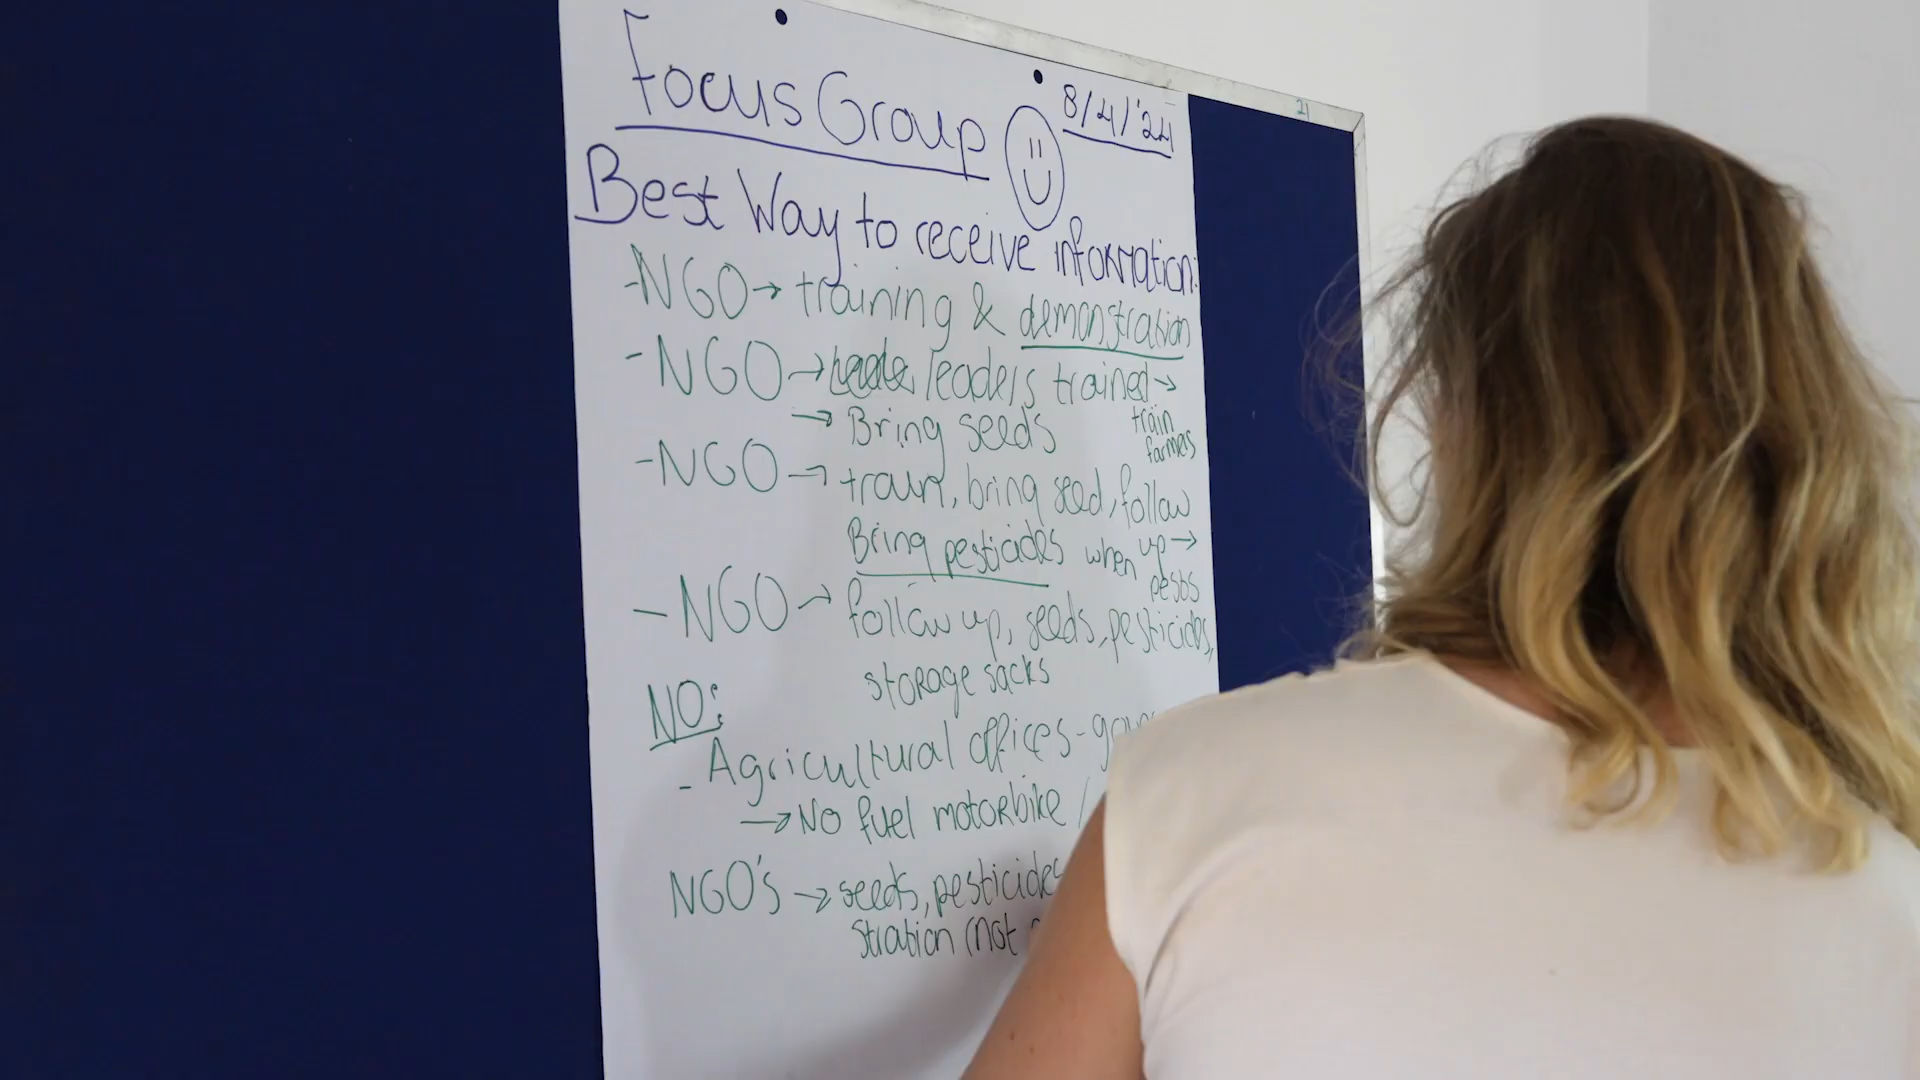 Focus Group
8/4/'24
Best Way to receive information:
-NGO → training & demonstration
-NGO → leaders trained →
train
farmers
→ Bring seeds
-NGO → train, bring seed, follow
up →
Bring pesticides when
pests
-NGO → follow up, seeds, pesticides,
storage sacks
NO:
- Agricultural offices-
→ No fuel motorbike /
NGO's → seeds, pesticides
stration (not
21